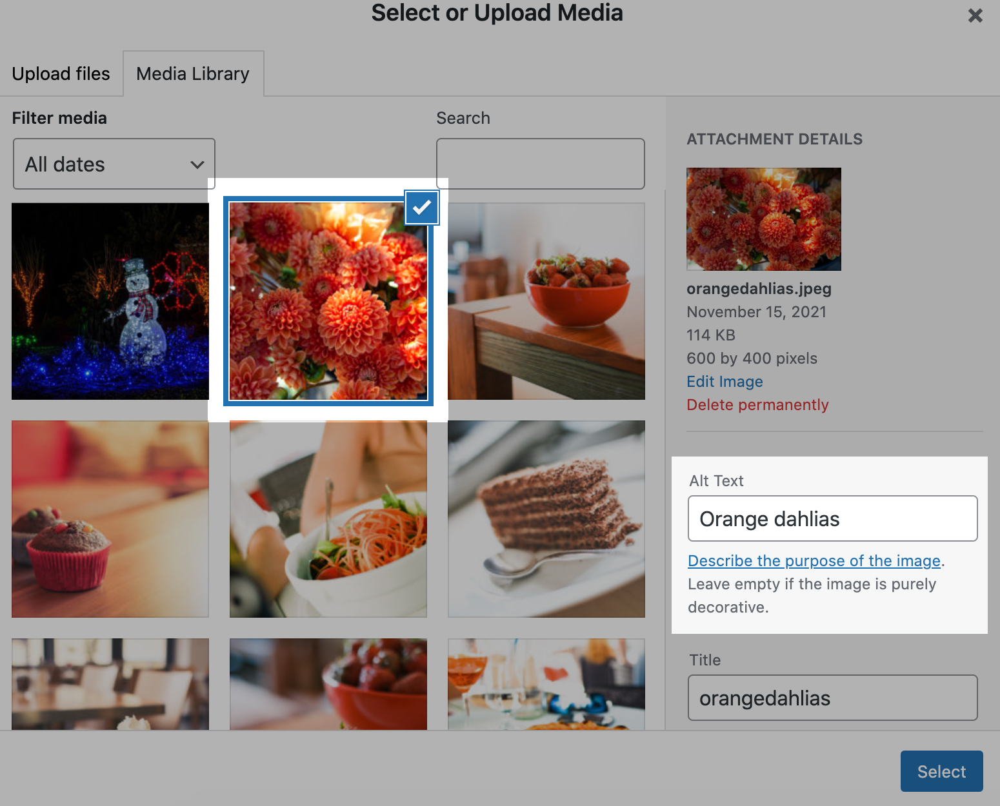 Select or Upload Media
Upload files
Media Library
Filter media
Search
All dates
ATTACHMENT DETAILS
orangedahlias.jpeg
November 15, 2021
114 KB
600 by 400 pixels
Edit Image
Delete permanently
Alt Text
Orange dahlias
Describe the purpose of the image.
Leave empty if the image is purely
decorative.
Title
orangedahlias
Select